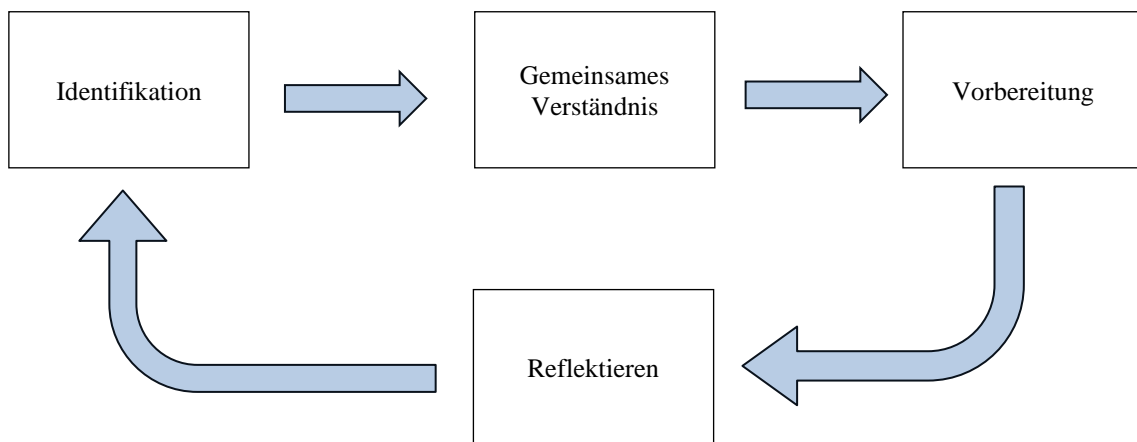 Identifikation
Gemeinsames
Verständnis
Vorbereitung
Reflektieren